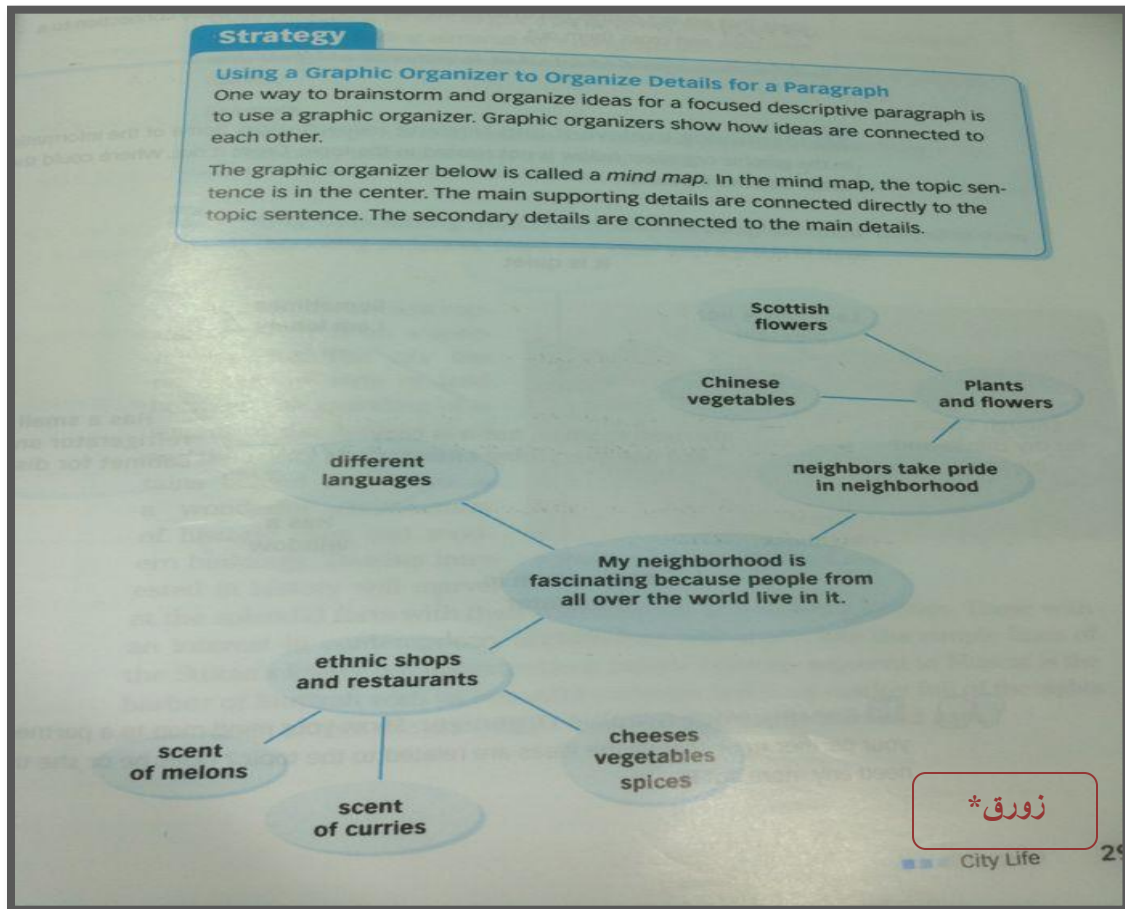 Strategy
Using a Graphic Organizer to Organize Details for a Paragraph
One way to brainstorm and organize ideas for a focused descriptive paragraph is
to use a graphic organizer. Graphic organizers show how ideas are connected to
each other.
The graphic organizer below is called a mind map. In the mind map, the topic sen-
tence is in the center. The main supporting details are connected directly to the
topic sentence. The secondary details are connected to the main details.
Scottish
flowers
Chinese
vegetables
Plants
and flowers
different
languages
neighbors take pride
in neighborhood
My neighborhood is
fascinating because people from
all over the world live in it.
ethnic shops
and restaurants
scent
of melons
scent
of curries
cheeses
vegetables
spices
زورق*
City Life 29